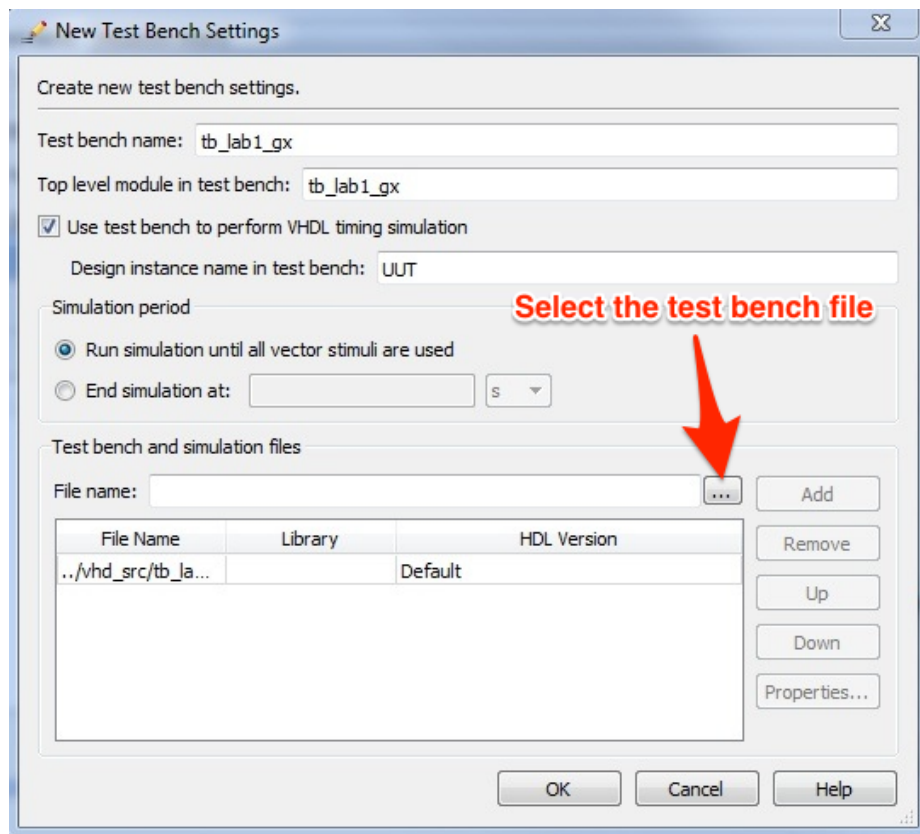 New Test Bench Settings
Create new test bench settings.
Test bench name: tb_lab1_gx
Top level module in test bench: tb_lab1_gx
Use test bench to perform VHDL timing simulation
Design instance name in test bench: UUT
Simulation period
Select the test bench file
Run simulation until all vector stimuli are used
End simulation at: s
Test bench and simulation files
File name: ... Add
File Name Library HDL Version
Remove
../vhd_src/tb_la... Default
Up
Down
Properties...
OK Cancel Help